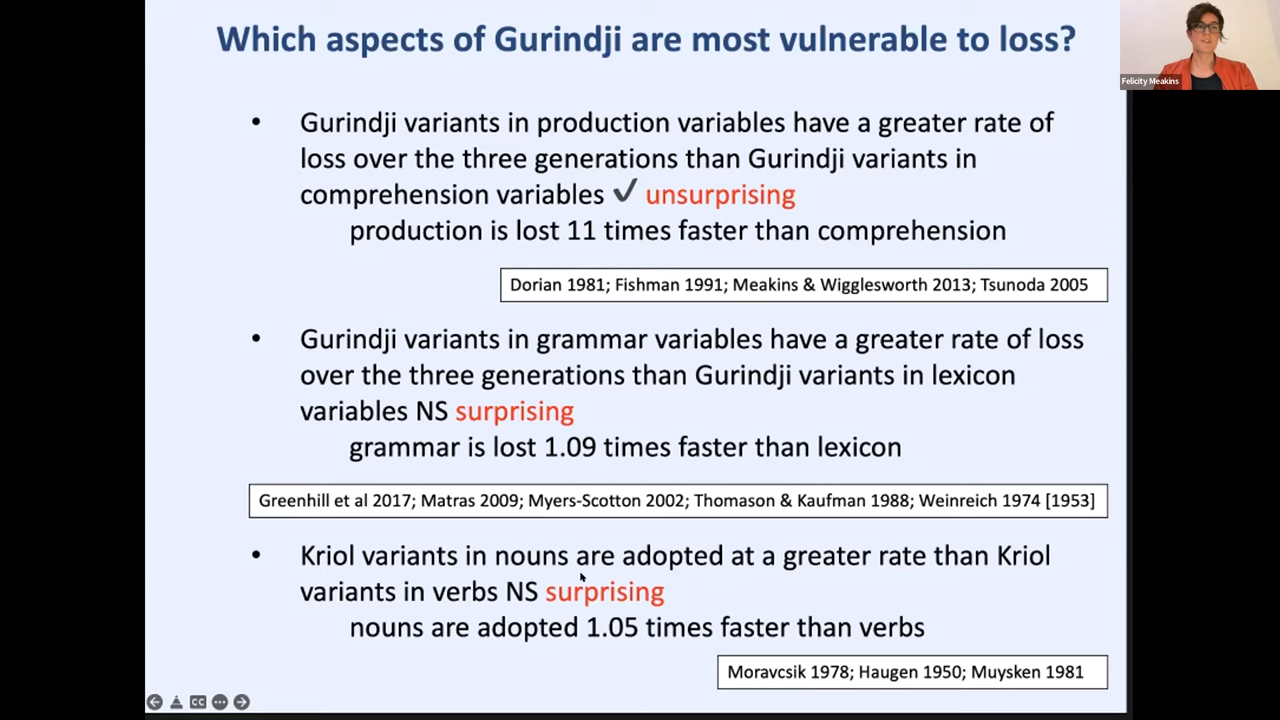 Which aspects of Gurindji are most vulnerable to loss?
Felicity Meakins
• Gurindji variants in production variables have a greater rate of
loss over the three generations than Gurindji variants in
comprehension variables ✓ unsurprising
production is lost 11 times faster than comprehension
Dorian 1981; Fishman 1991; Meakins & Wigglesworth 2013; Tsunoda 2005
• Gurindji variants in grammar variables have a greater rate of loss
over the three generations than Gurindji variants in lexicon
variables NS surprising
grammar is lost 1.09 times faster than lexicon
Greenhill et al 2017; Matras 2009; Myers-Scotton 2002; Thomason & Kaufman 1988; Weinreich 1974 [1953]
• Kriol variants in nouns are adopted at a greater rate than Kriol
variants in verbs NS surprising
nouns are adopted 1.05 times faster than verbs
Moravcsik 1978; Haugen 1950; Muysken 1981
CC